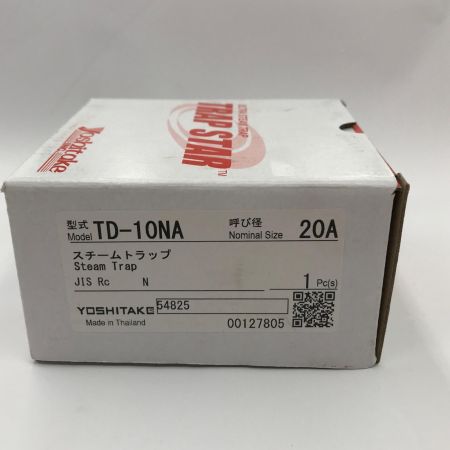 Yoshitake
TRAP STAR
型式 Model TD-10NA 呼び径 Nominal Size 20A
スチームトラップ
Steam Trap
JIS Rc N 1 Pc(s)
YOSHITAKE 54825
Made in Thailand 00127805